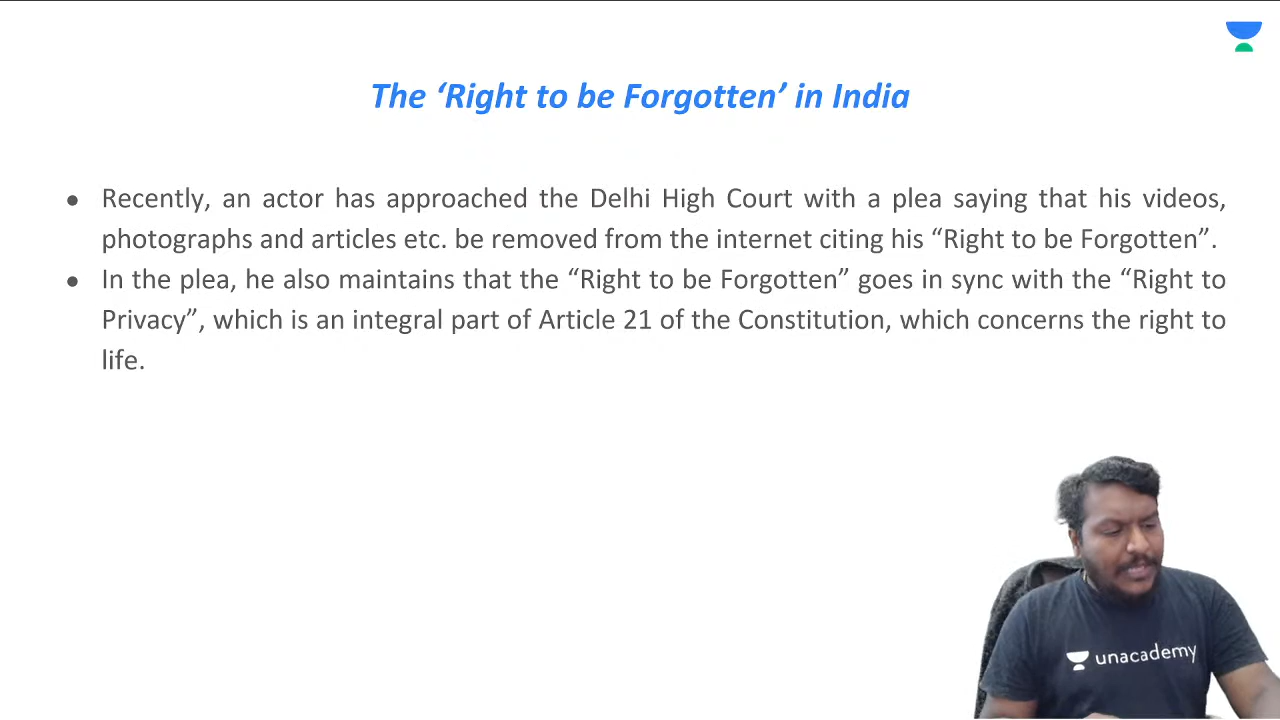 The ‘Right to be Forgotten’ in India
● Recently, an actor has approached the Delhi High Court with a plea saying that his videos,
photographs and articles etc. be removed from the internet citing his “Right to be Forgotten”.
● In the plea, he also maintains that the “Right to be Forgotten” goes in sync with the “Right to
Privacy”, which is an integral part of Article 21 of the Constitution, which concerns the right to
life.
unacademy